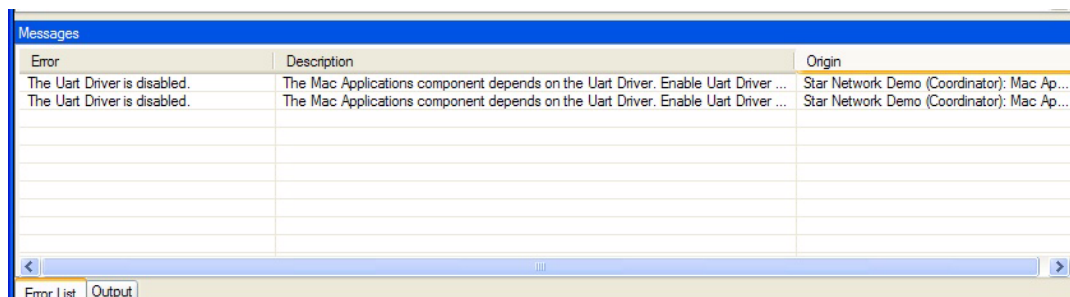 Messages
Error Description Origin
The Uart Driver is disabled. The Mac Applications component depends on the Uart Driver. Enable Uart Driver ... Star Network Demo (Coordinator): Mac Ap...
The Uart Driver is disabled. The Mac Applications component depends on the Uart Driver. Enable Uart Driver ... Star Network Demo (Coordinator): Mac Ap...
Error List Output